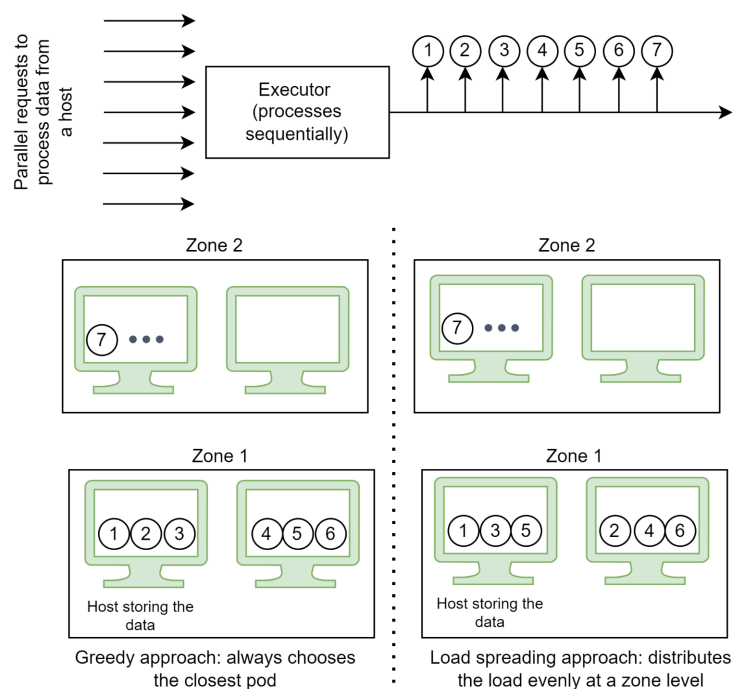 Parallel requests to
process data from
a host
Executor
(processes
sequentially)
1 2 3 4 5 6 7
Zone 2
7
Zone 1
1 2 3 4 5 6
Host storing the
data
Greedy approach: always chooses
the closest pod
Zone 2
7
Zone 1
1 3 5 2 4 6
Host storing the
data
Load spreading approach: distributes
the load evenly at a zone level